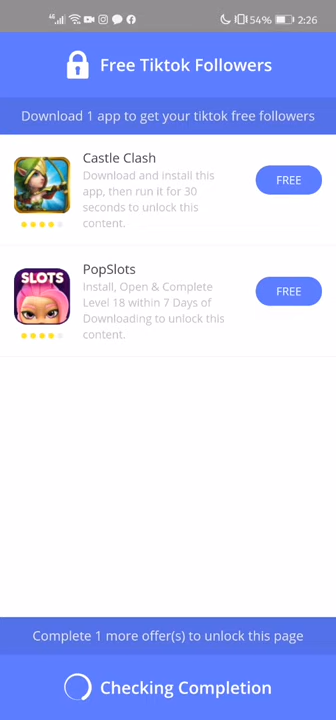 4G 54% 2:26
Free Tiktok Followers
Download 1 app to get your tiktok free followers
Castle Clash
Download and install this
app, then run it for 30
seconds to unlock this
content.
FREE
SLOTS
PopSlots
Install, Open & Complete
Level 18 within 7 Days of
Downloading to unlock this
content.
FREE
Complete 1 more offer(s) to unlock this page
Checking Completion